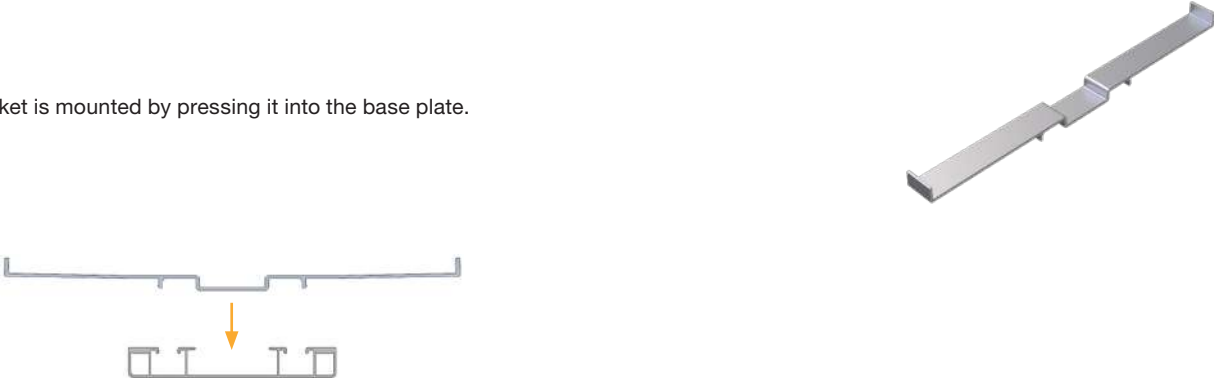 ket is mounted by pressing it into the base plate.